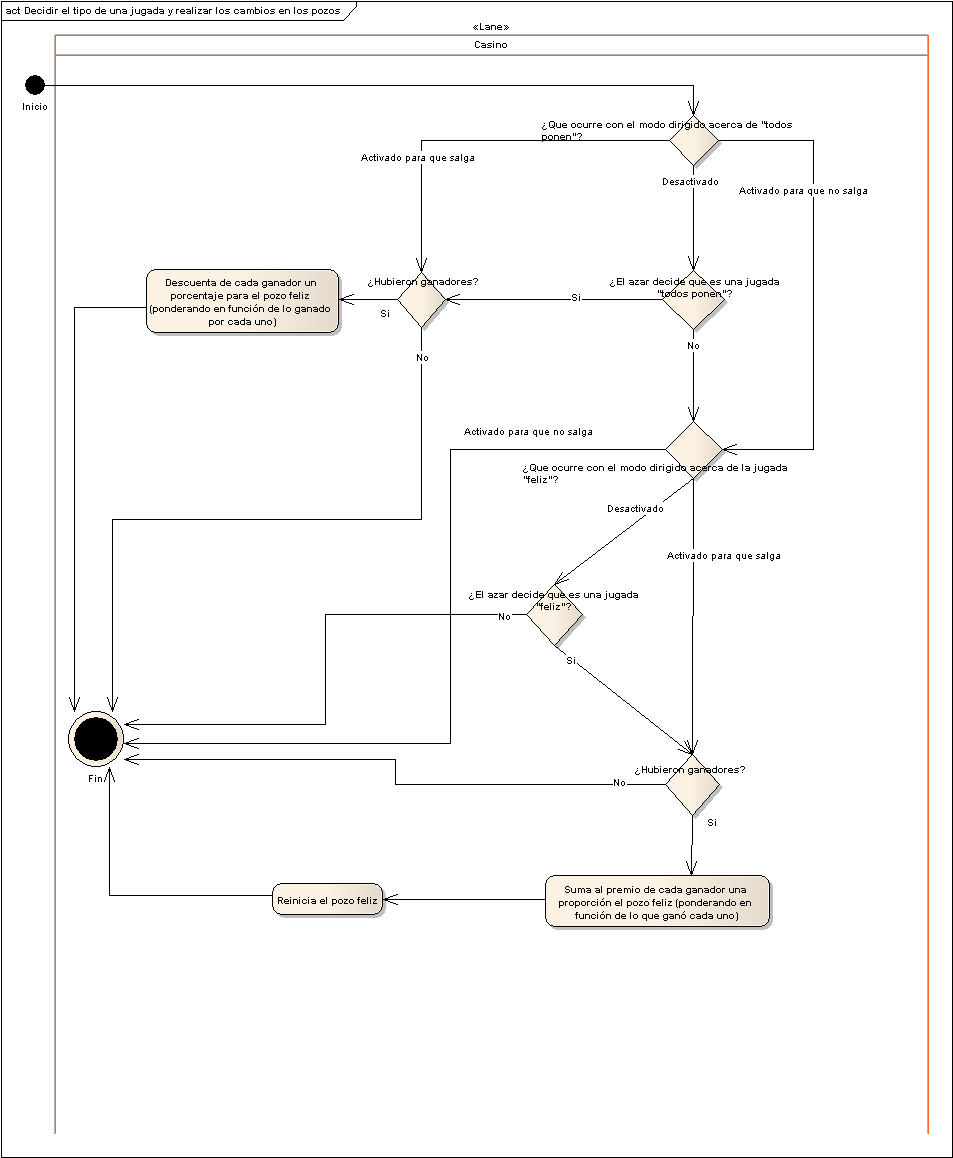 act Decidir el tipo de una jugada y realizar los cambios en los pozos
«Lane»
Casino
Inicio
¿Que ocurre con el modo dirigido acerca de "todos
ponen"?
Activado para que salga
Desactivado
Activado para que no salga
¿Hubieron ganadores?
¿El azar decide que es una jugada
"todos ponen"?
Descuenta de cada ganador un
porcentaje para el pozo feliz
(ponderando en función de lo ganado
por cada uno)
Si
Si
No
No
Activado para que no salga
¿Que ocurre con el modo dirigido acerca de la jugada
"feliz"?
Desactivado
Activado para que salga
¿El azar decide que es una jugada
"feliz"?
No
Si
¿Hubieron ganadores?
Fin
No
Si
Suma al premio de cada ganador una
proporción el pozo feliz (ponderando en
función de lo que ganó cada uno)
Reinicia el pozo feliz